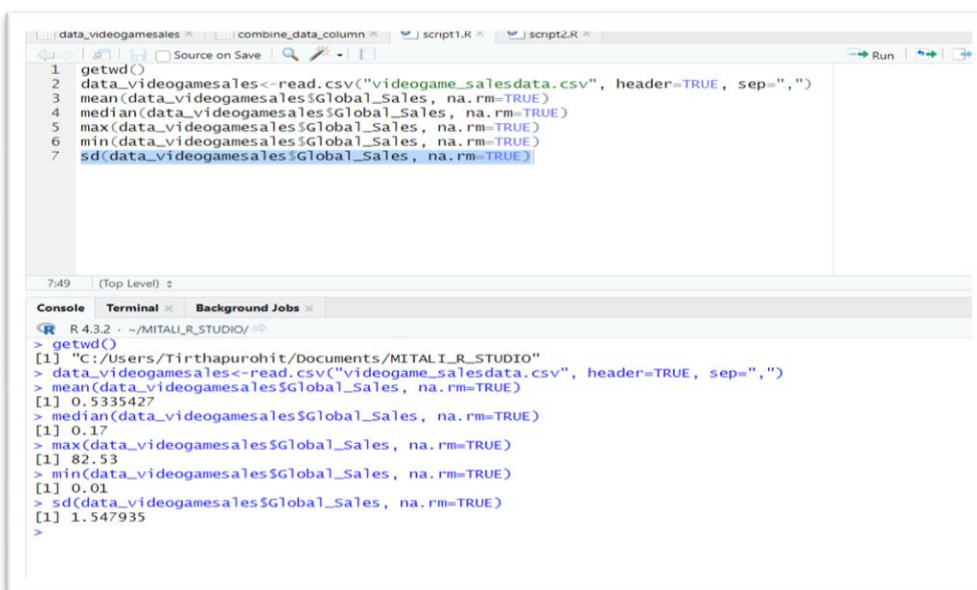 data_videogamesales combine_data_column script1.R script2.R
Source on Save Run
1 getwd()
2 data_videogamesales<-read.csv("videogame_salesdata.csv", header=TRUE, sep=",")
3 mean(data_videogamesales$Global_Sales, na.rm=TRUE)
4 median(data_videogamesales$Global_Sales, na.rm=TRUE)
5 max(data_videogamesales$Global_Sales, na.rm=TRUE)
6 min(data_videogamesales$Global_Sales, na.rm=TRUE)
7 sd(data_videogamesales$Global_Sales, na.rm=TRUE)
7:49 (Top Level)
Console Terminal Background Jobs
R R 4.3.2 · ~/MITALI_R_STUDIO/
> getwd()
[1] "C:/Users/Tirthapurohit/Documents/MITALI_R_STUDIO"
> data_videogamesales<-read.csv("videogame_salesdata.csv", header=TRUE, sep=",")
> mean(data_videogamesales$Global_Sales, na.rm=TRUE)
[1] 0.5335427
> median(data_videogamesales$Global_Sales, na.rm=TRUE)
[1] 0.17
> max(data_videogamesales$Global_Sales, na.rm=TRUE)
[1] 82.53
> min(data_videogamesales$Global_Sales, na.rm=TRUE)
[1] 0.01
> sd(data_videogamesales$Global_Sales, na.rm=TRUE)
[1] 1.547935
>